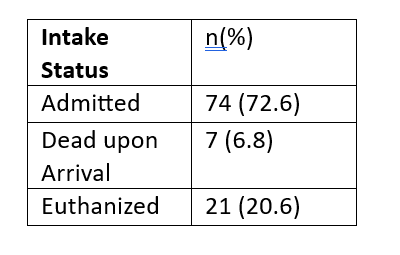 Intake n(%)
Status
Admitted 74 (72.6)
Dead upon 7 (6.8)
Arrival
Euthanized 21 (20.6)